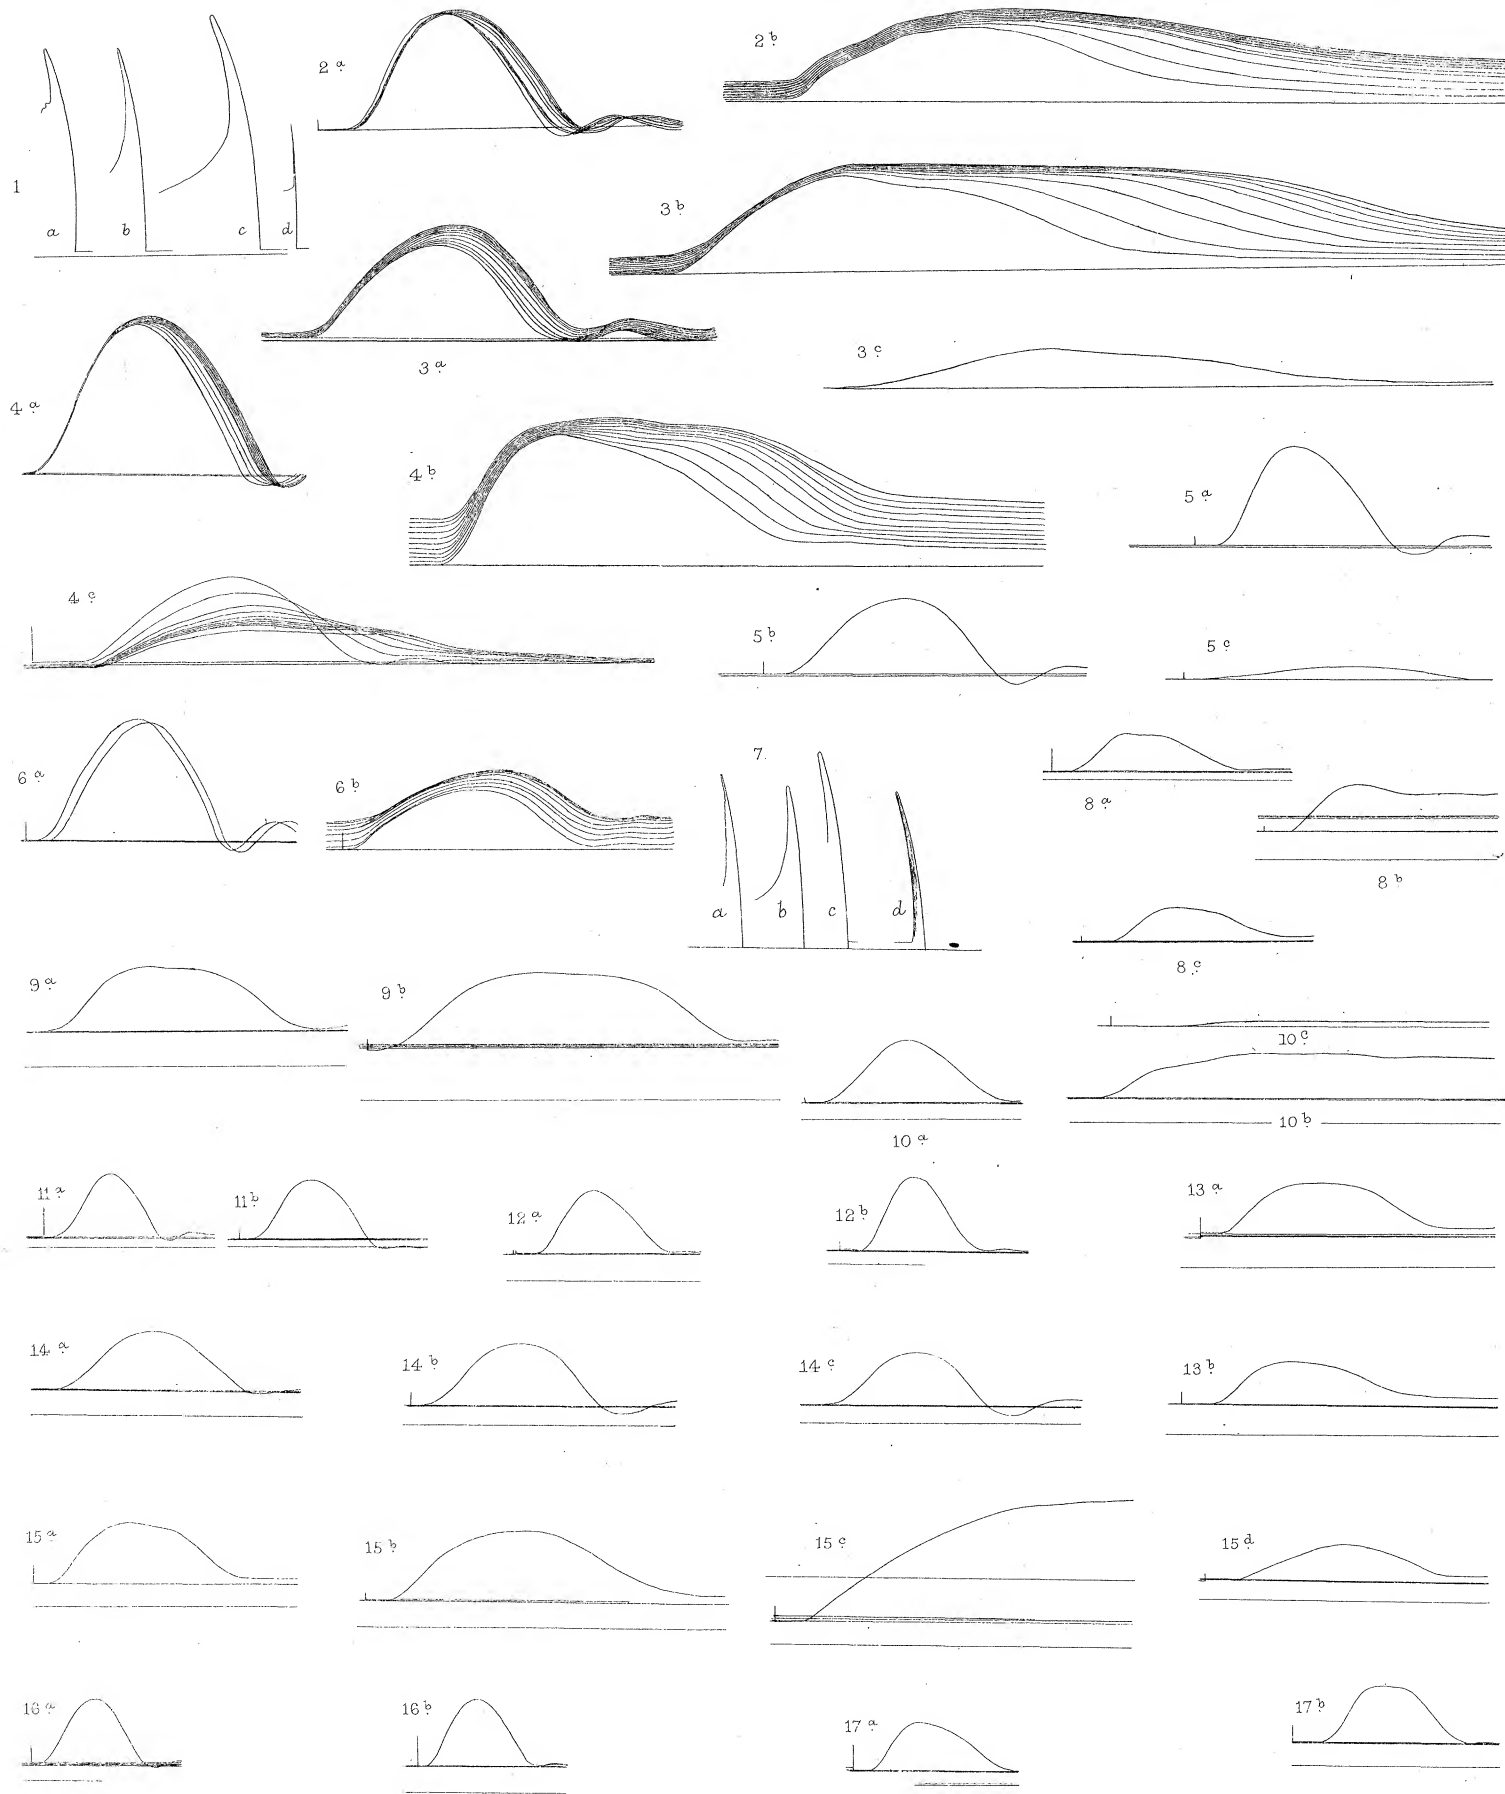 2 a.
2 b.
1
a
b
c
d
3 b.
3 a.
3 c.
4 a.
4 b.
5 a.
4 c.
5 b.
5 c.
6 a.
6 b.
7.
8 a.
8 b.
a
b
c
d
8 c.
9 a.
9 b.
10 c.
10 a.
10 b.
11 a.
11 b.
12 a.
12 b.
13 a.
14 a.
14 b.
14 c.
13 b.
15 a.
15 b.
15 c.
15 d.
16 a.
16 b.
17 a.
17 b.